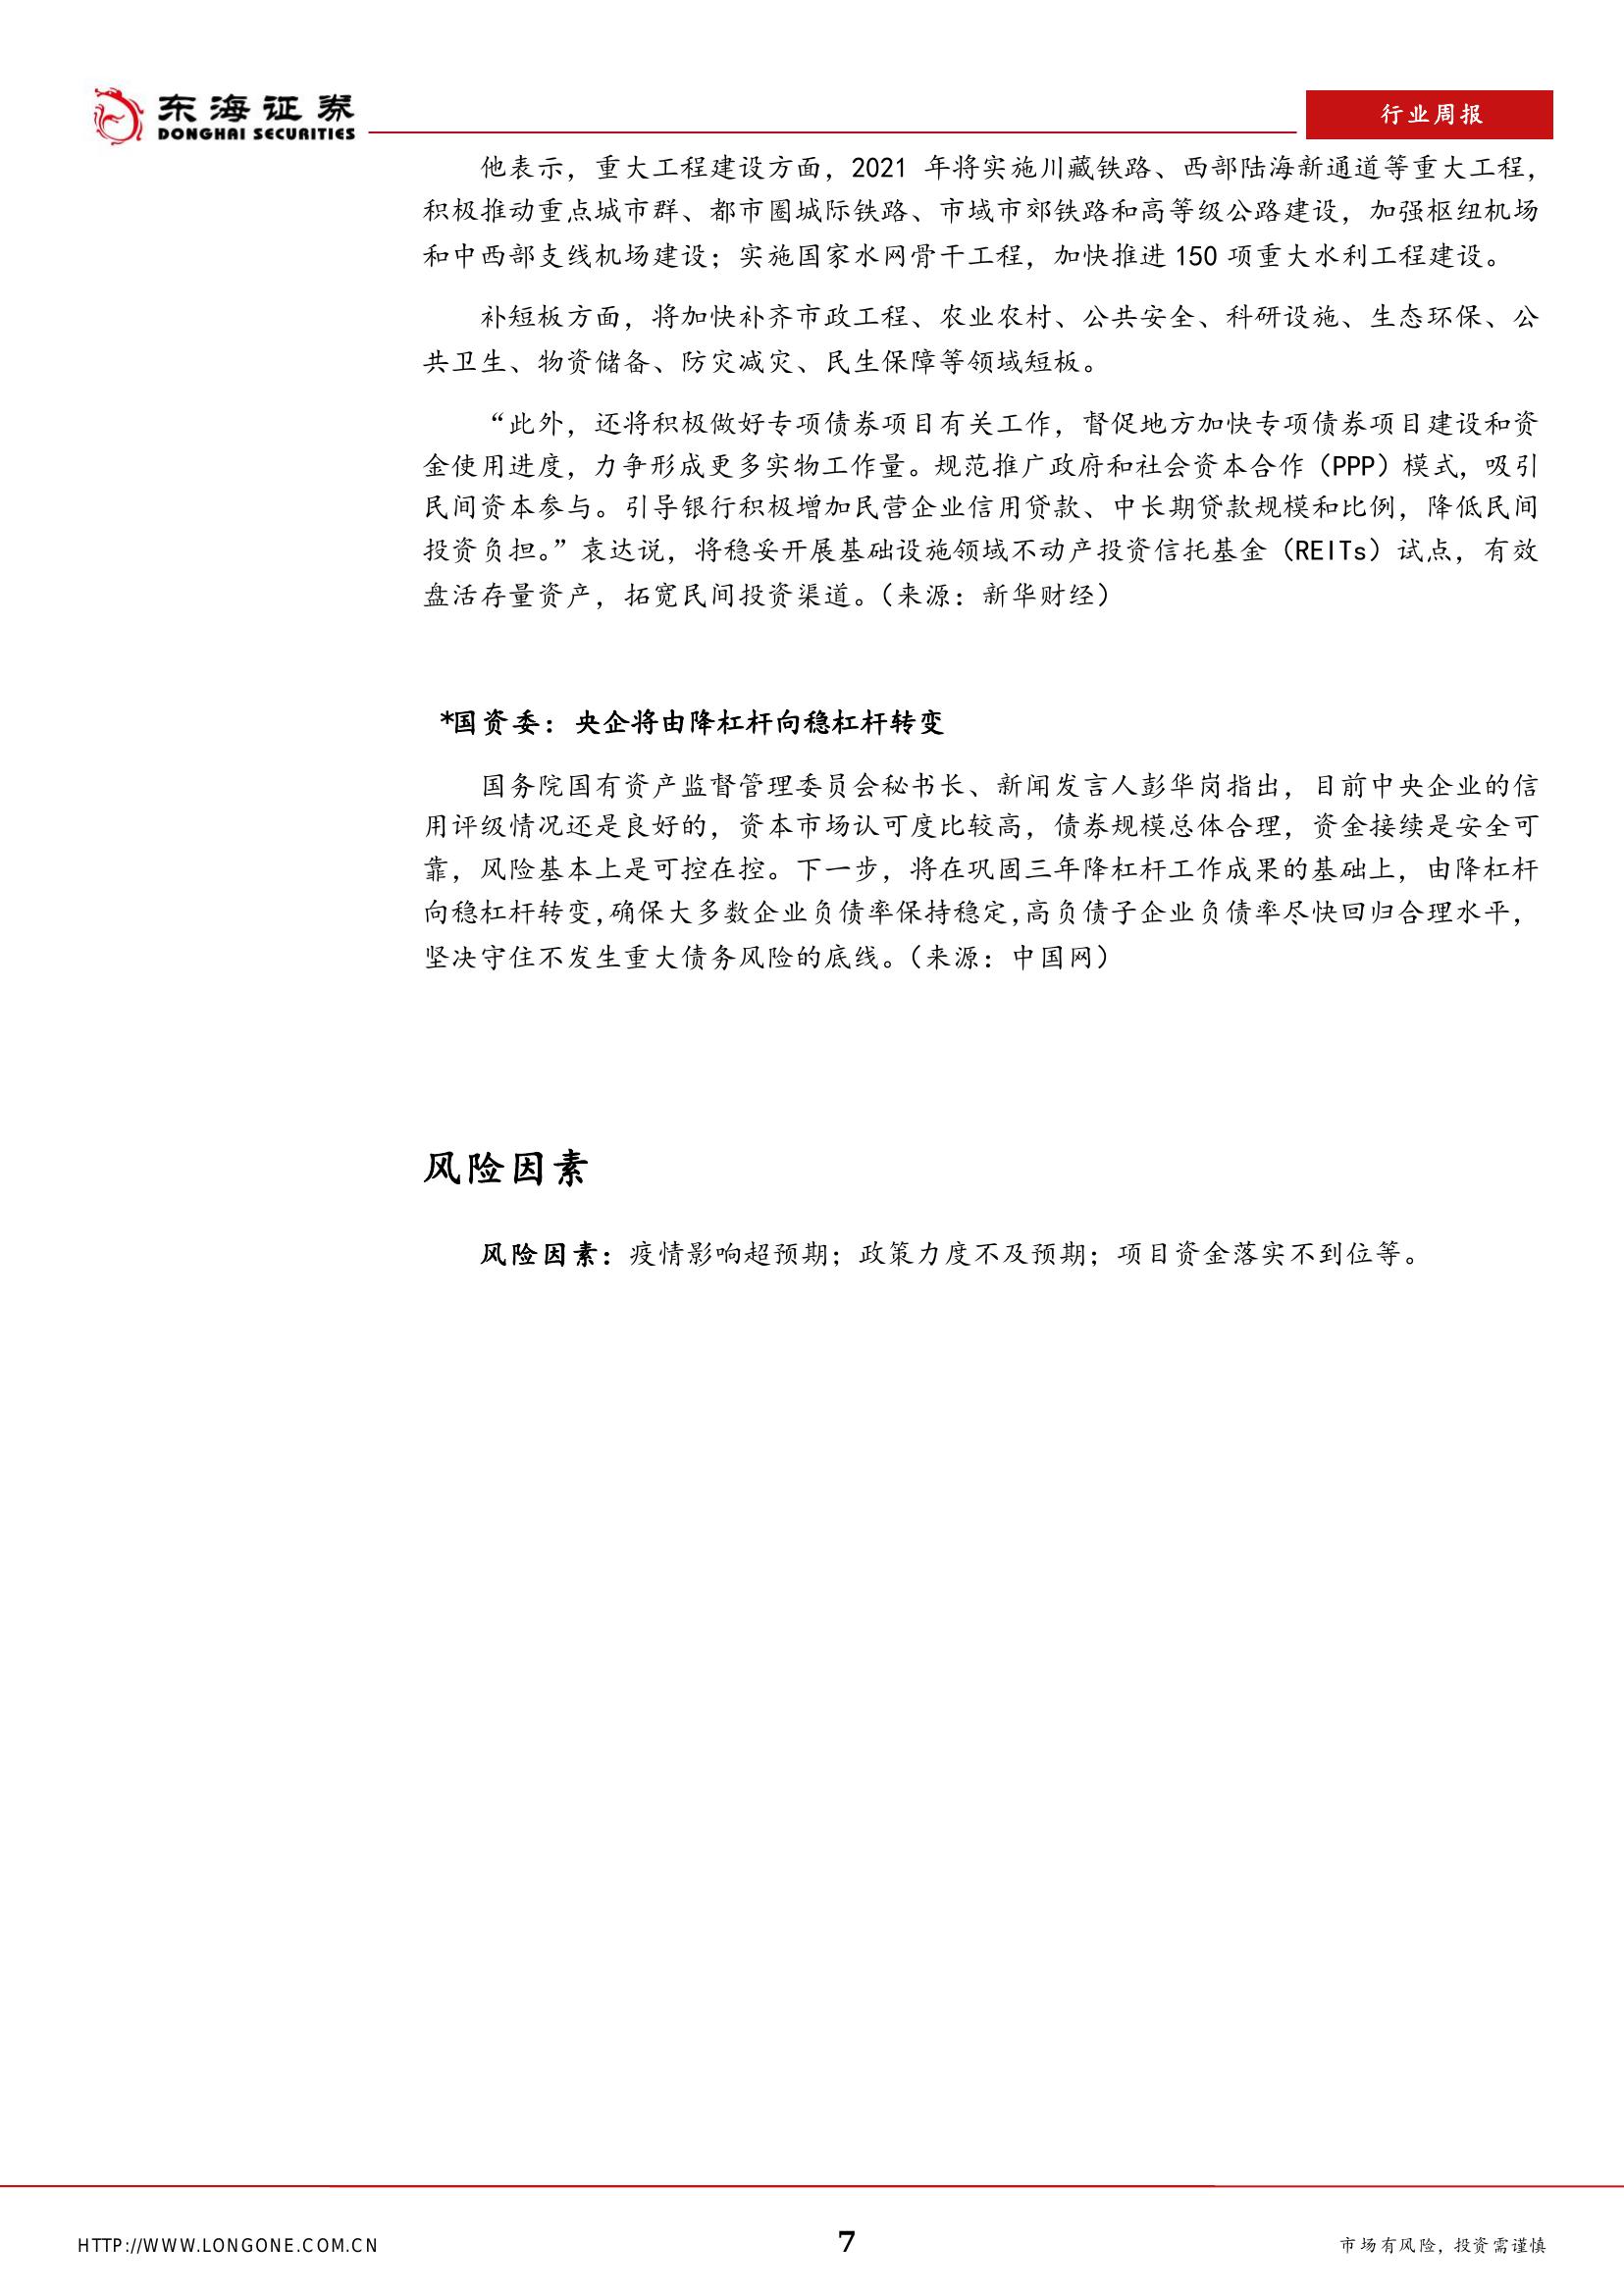 东海证券
DONGHAI SECURITIES
行业周报
他表示，重大工程建设方面，2021 年将实施川藏铁路、西部陆海新通道等重大工程，
积极推动重点城市群、都市圈城际铁路、市域市郊铁路和高等级公路建设，加强枢纽机场
和中西部支线机场建设；实施国家水网骨干工程，加快推进 150 项重大水利工程建设。
补短板方面，将加快补齐市政工程、农业农村、公共安全、科研设施、生态环保、公
共卫生、物资储备、防灾减灾、民生保障等领域短板。
“此外，还将积极做好专项债券项目有关工作，督促地方加快专项债券项目建设和资
金使用进度，力争形成更多实物工作量。规范推广政府和社会资本合作（PPP）模式，吸引
民间资本参与。引导银行积极增加民营企业信用贷款、中长期贷款规模和比例，降低民间
投资负担。”袁达说，将稳妥开展基础设施领域不动产投资信托基金（REITs）试点，有效
盘活存量资产，拓宽民间投资渠道。（来源：新华财经）
*国资委：央企将由降杠杆向稳杠杆转变
国务院国有资产监督管理委员会秘书长、新闻发言人彭华岗指出，目前中央企业的信
用评级情况还是良好的，资本市场认可度比较高，债券规模总体合理，资金接续是安全可
靠，风险基本上是可控在控。下一步，将在巩固三年降杠杆工作成果的基础上，由降杠杆
向稳杠杆转变，确保大多数企业负债率保持稳定，高负债子企业负债率尽快回归合理水平，
坚决守住不发生重大债务风险的底线。（来源：中国网）
风险因素
风险因素：疫情影响超预期；政策力度不及预期；项目资金落实不到位等。
HTTP://WWW.LONGONE.COM.CN
7
市场有风险，投资需谨慎